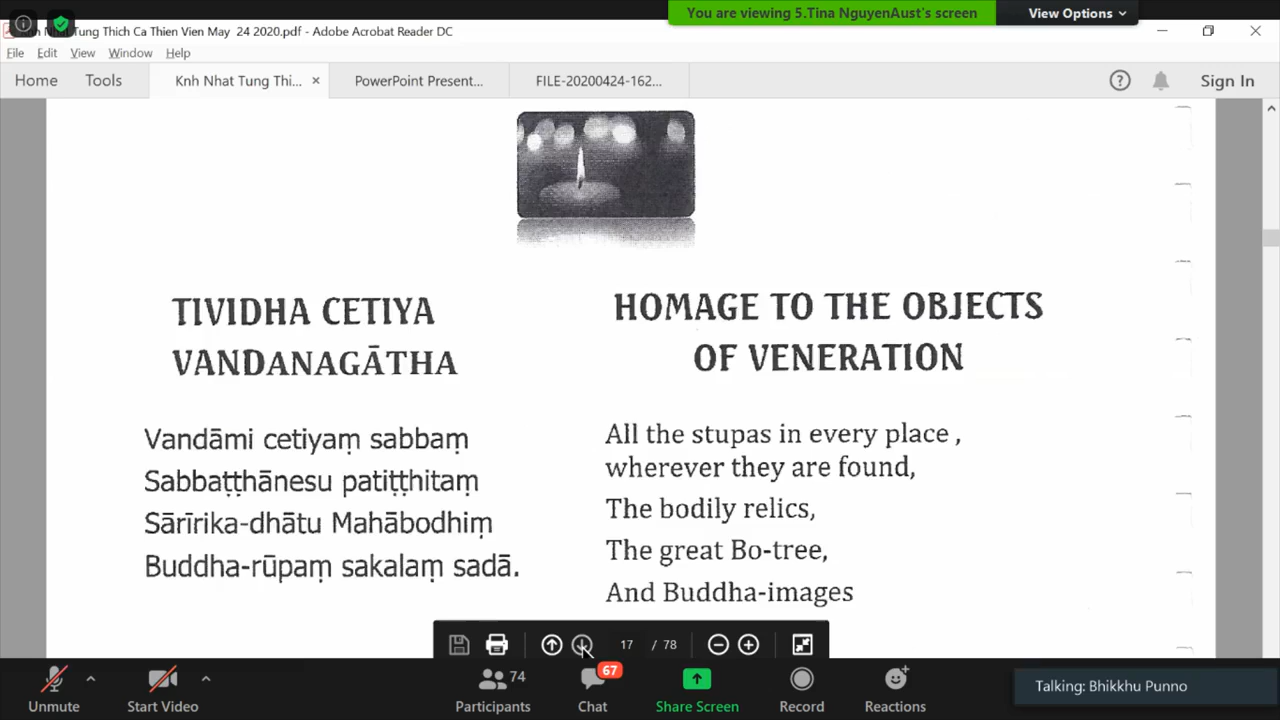 You are viewing 5.Tina NguyenAust's screen
View Options
Nhat Tung Thich Ca Thien Vien May 24 2020.pdf - Adobe Acrobat Reader DC
File Edit View Window Help
Home Tools Knh Nhat Tung Thi... × PowerPoint Present... FILE-20200424-162... Sign In
TIVIDHA CETIYA
VANDANAGĀTHA
Vandāmi cetiyaṃ sabbaṃ
Sabbaṭṭhānesu patiṭṭhitaṃ
Sārīrika-dhātu Mahābodhiṃ
Buddha-rūpaṃ sakalaṃ sadā.
HOMAGE TO THE OBJECTS
OF VENERATION
All the stupas in every place ,
wherever they are found,
The bodily relics,
The great Bo-tree,
And Buddha-images
17 / 78
74
67
Unmute
Start Video
Participants
Chat
Share Screen
Record
Reactions
Talking: Bhikkhu Punno